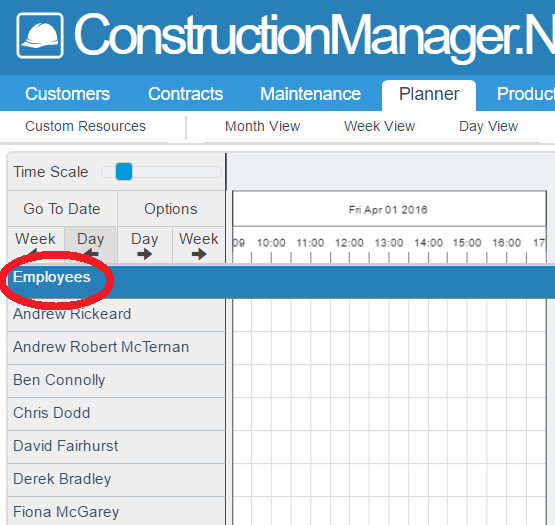 ConstructionManager.N
Customers Contracts Maintenance Planner Product
Custom Resources Month View Week View Day View
Time Scale
Go To Date Options
Fri Apr 01 2016
Week Day Day Week
09 10:00 11:00 12:00 13:00 14:00 15:00 16:00 17
Employees
Andrew Rickeard
Andrew Robert McTernan
Ben Connolly
Chris Dodd
David Fairhurst
Derek Bradley
Fiona McGarey